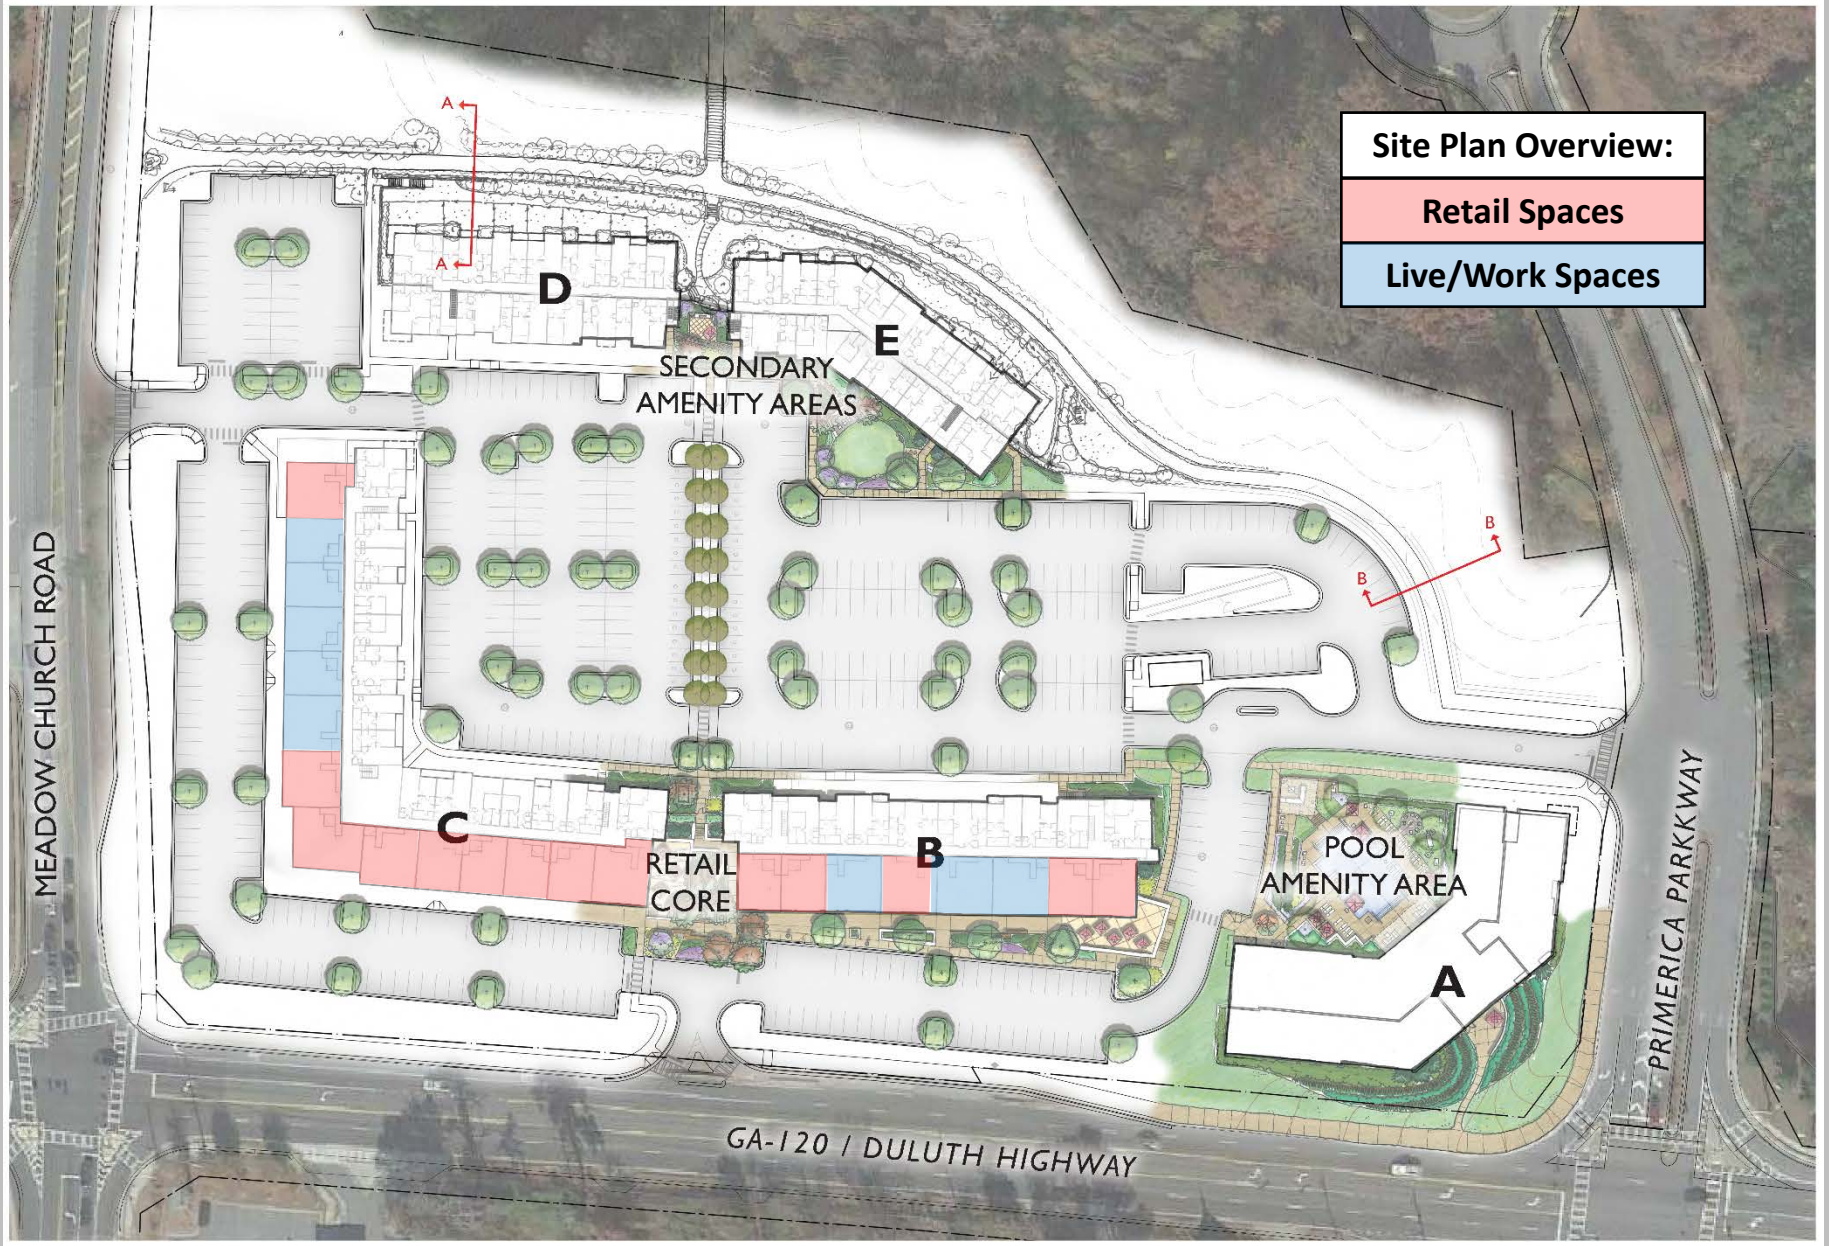 A
A
Site Plan Overview:
Retail Spaces
Live/Work Spaces
D
E
SECONDARY
AMENITY AREAS
B
B
MEADOW CHURCH ROAD
C
B
RETAIL
CORE
POOL
AMENITY AREA
A
PRIMERICA PARKKWAY
GA-120 / DULUTH HIGHWAY